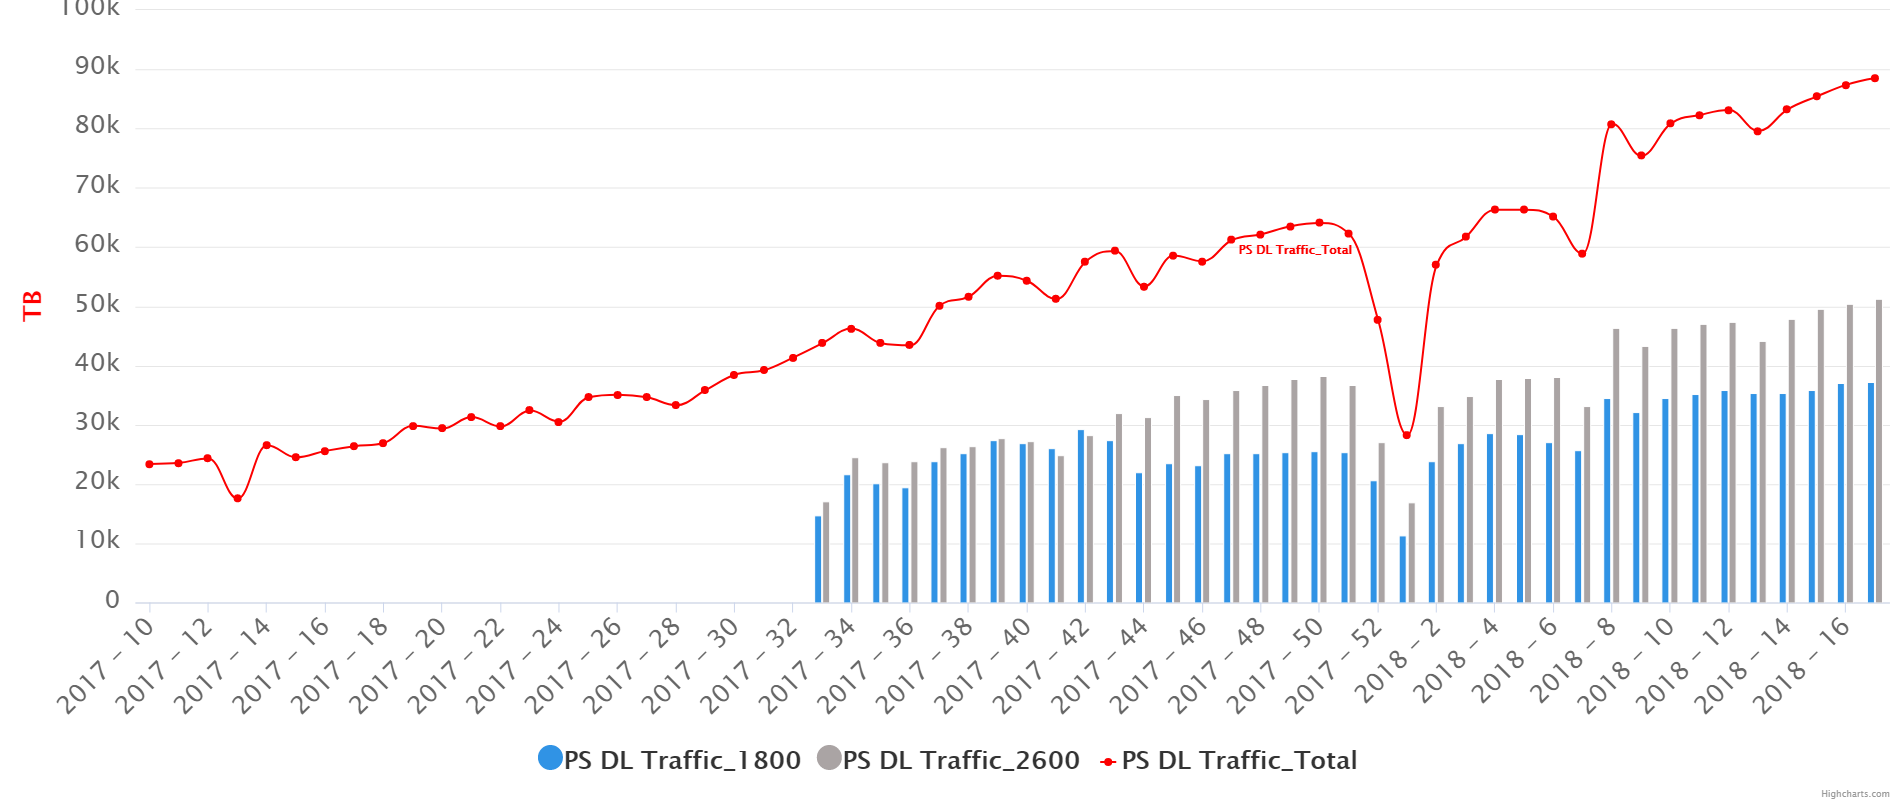 100k
90k
80k
70k
60k
50k
40k
30k
20k
10k
0
TB
PS DL Traffic_Total
2017 – 10
2017 – 12
2017 – 14
2017 – 16
2017 – 18
2017 – 20
2017 – 22
2017 – 24
2017 – 26
2017 – 28
2017 – 30
2017 – 32
2017 – 34
2017 – 36
2017 – 38
2017 – 40
2017 – 42
2017 – 44
2017 – 46
2017 – 48
2017 – 50
2017 – 52
2018 – 2
2018 – 4
2018 – 6
2018 – 8
2018 – 10
2018 – 12
2018 – 14
2018 – 16
PS DL Traffic_1800 PS DL Traffic_2600 PS DL Traffic_Total
Highcharts.com